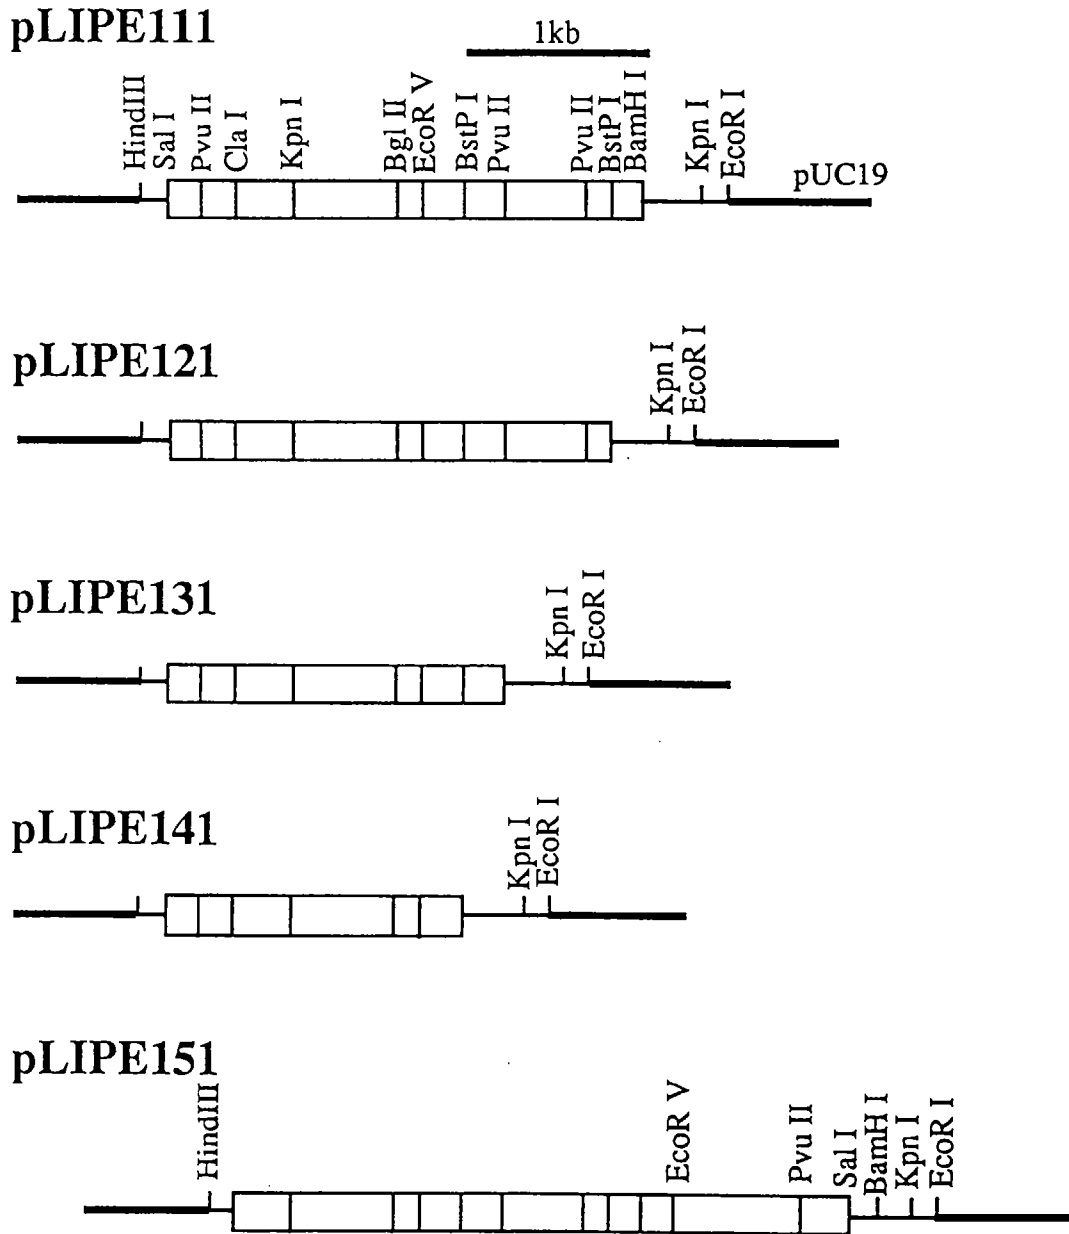 pLIPE111
1kb
HindIII Sal I Pvu II Cla I Kpn I Bgl II EcoR V BstP I Pvu II Pvu II BstP I BamH I Kpn I EcoR I
pUC19
pLIPE121
Kpn I EcoR I
pLIPE131
Kpn I EcoR I
pLIPE141
Kpn I EcoR I
pLIPE151
HindIII EcoR V Pvu II Sal I BamH I Kpn I EcoR I